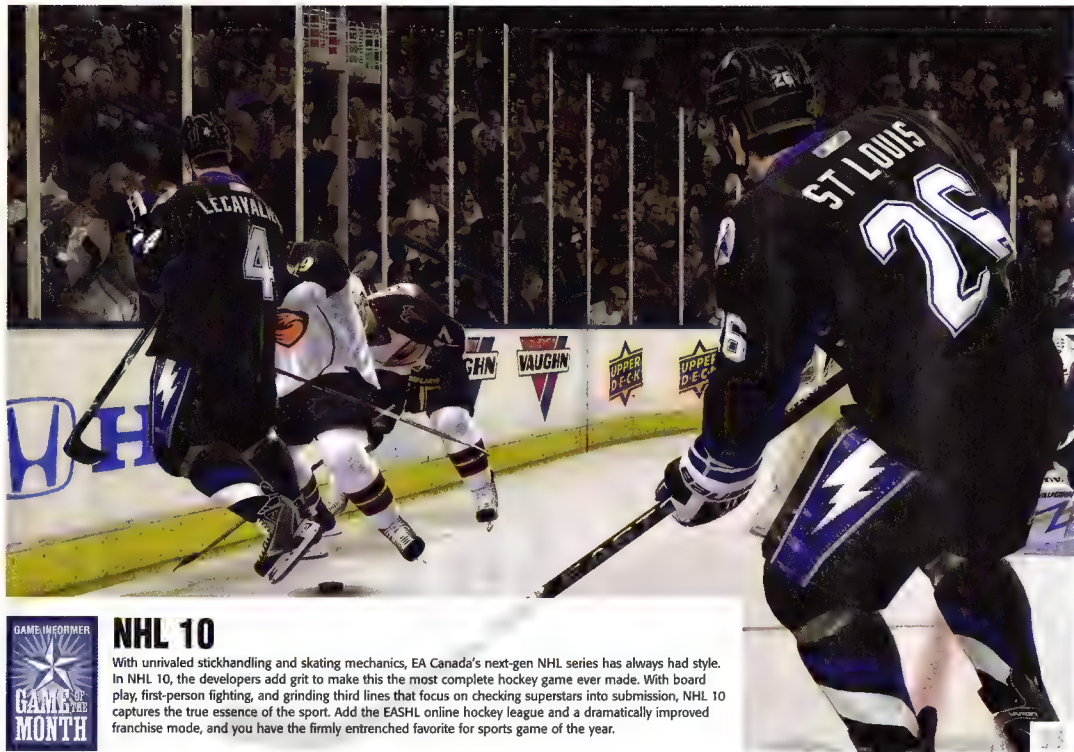 26
ST LOUIS
26
6
LECAVALI
4
9
GHN
VAUGHN
UPPER
DECK
UPPER
DECK
H
GAME INFORMER
GAME OF THE
MONTH
NHL 10
With unrivaled stickhandling and skating mechanics, EA Canada's next-gen NHL series has always had style.
In NHL 10, the developers add grit to make this the most complete hockey game ever made. With board
play, first-person fighting, and grinding third lines that focus on checking superstars into submission, NHL 10
captures the true essence of the sport. Add the EASHL online hockey league and a dramatically improved
franchise mode, and you have the firmly entrenched favorite for sports game of the year.